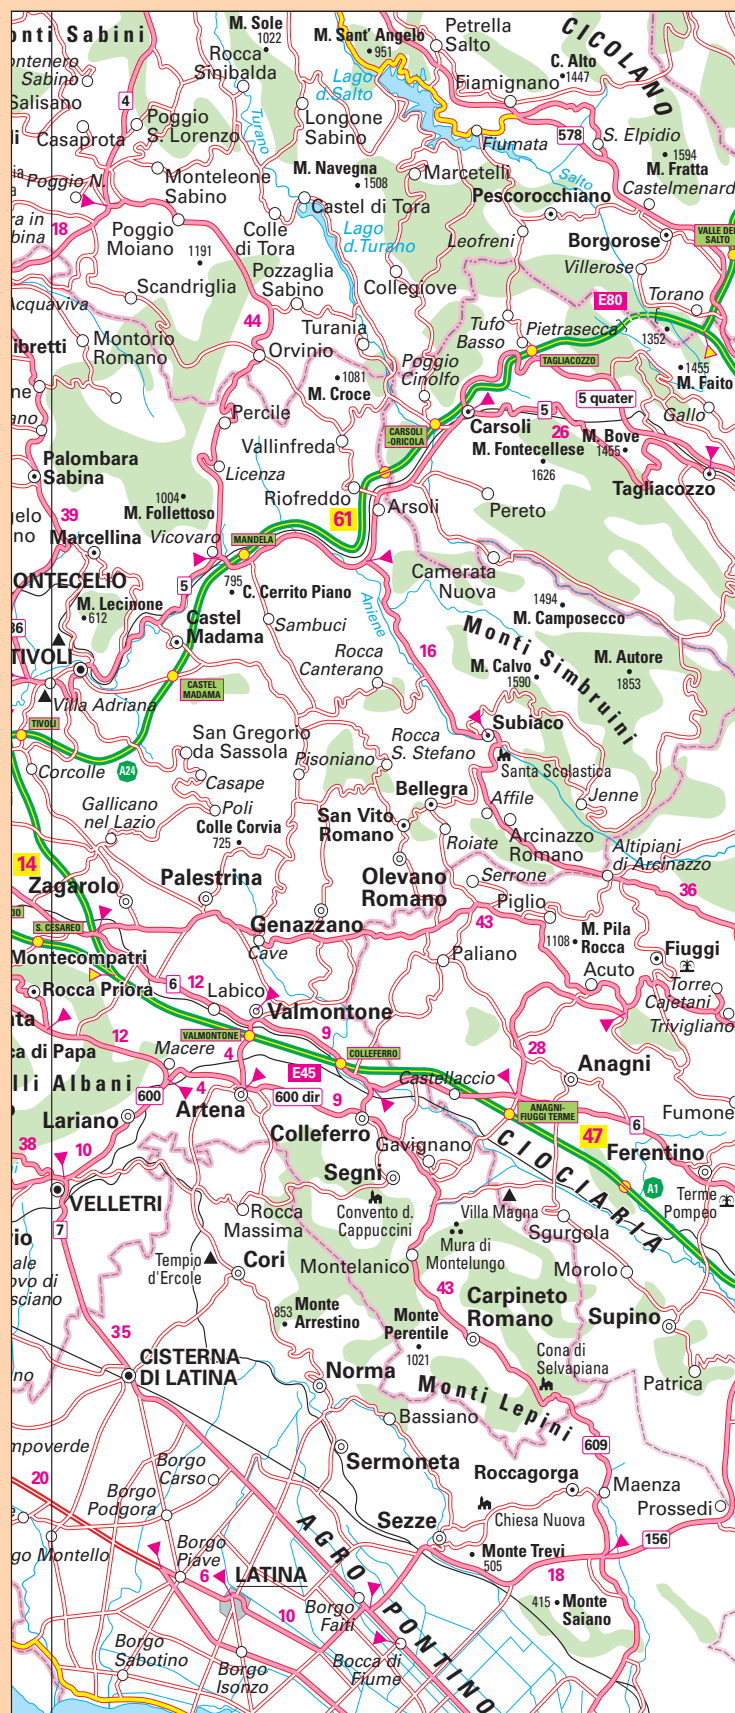 onti Sabini
M. Sole
1022
M. Sant' Angelo
951
Petrella
Salto
CICOLANO
ontenero
Sabino
Rocca
Sinibalda
Lago
d.Salto
C. Alto
1447
Fiamignano
Salisano
4
Poggio
S. Lorenzo
Longone
Sabino
Turano
Casaprota
Fiumata
578
S. Elpidio
1594
M. Fratta
Castelmenard
Poggio N.
Monteleone
Sabino
M. Navegna
1508
Marcetelli
Salto
Pescorocchiano
18
Castel di Tora
Poggio
Moiano
Colle
di Tora
Lago
d.Turano
Leofreni
Borgorose
VALLE DEL
SALTO
1191
Scandriglia
Pozzaglia
Sabino
Collegiove
Villerose
Acquaviva
E80
Torano
44
Turania
Tufo
Basso
Pietrasecca
1352
ibretti
Montorio
Romano
Orvinio
Poggio
Cinolfo
TAGLIACOZZO
1455
M. Faito
1081
M. Croce
5 quater
Percile
Gallo
CARSOLI
-ORICOLA
Carsoli
5
26
M. Bove
1455
Vallinfreda
M. Fontecellese
1626
Palombara
Sabina
Licenza
Tagliacozzo
1004
M. Follettoso
Riofreddo
Arsoli
Pereto
39
61
Marcellina
Vicovaro
MANDELA
ONTECELIO
5
795
C. Cerrito Piano
Camerata
Nuova
M. Lecinone
612
Aniene
1494
M. Camposecco
Castel
Madama
Sambuci
Monti Simbruini
TIVOLI
Rocca
Canterano
16
M. Calvo
1590
M. Autore
1853
CASTEL
MADAMA
Villa Adriana
TIVOLI
San Gregorio
da Sassola
Rocca
S. Stefano
Subiaco
Corcolle
A24
Pisoniano
Santa Scolastica
Casape
Bellegra
Affile
Jenne
Gallicano
nel Lazio
Poli
Colle Corvia
725
San Vito
Romano
Roiate
Arcinazzo
Romano
Altipiani
di Arcinazzo
14
Zagarolo
Palestrina
Olevano
Romano
Serrone
36
Piglio
S. CESAREO
Genazzano
43
Cave
M. Pila
Rocca
1108
Fiuggi
Montecompatri
Paliano
Acuto
Rocca Priora
6
12
Labico
Torre
Cajetani
Valmontone
Trivigliano
12
VALMONTONE
9
ca di Papa
Macere
4
COLLEFERRO
28
Anagni
lli Albani
4
E45
Castellaccio
600
Artena
600 dir
9
ANAGNI-
FIUGGI TERME
Fumone
Lariano
Colleferro
47
6
38
10
Gavignano
CIOCIARIA
Ferentino
Segni
A1
VELLETRI
Convento d.
Cappuccini
Villa Magna
Terme
Pompeo
7
Rocca
Massima
Mura di
Montelungo
Sgurgola
Tempio
d'Ercole
Cori
Montelanico
Morolo
43
853
Monte
Arrestino
Monte
Perentile
1021
Carpineto
Romano
Supino
35
Cona di
Selvapiana
CISTERNA
DI LATINA
Norma
Monti Lepini
Patrica
Bassiano
609
mpoverde
Borgo
Carso
Sermoneta
20
Roccagorga
Maenza
Borgo
Podgora
Chiesa Nuova
Prossedi
AGRO PONTINO
Sezze
156
go Montello
Borgo
Piave
Monte Trevi
505
6
LATINA
18
10
415
Monte
Saiano
Borgo
Faiti
Borgo
Sabotino
Borgo
Isonzo
Bocca di
Fiume